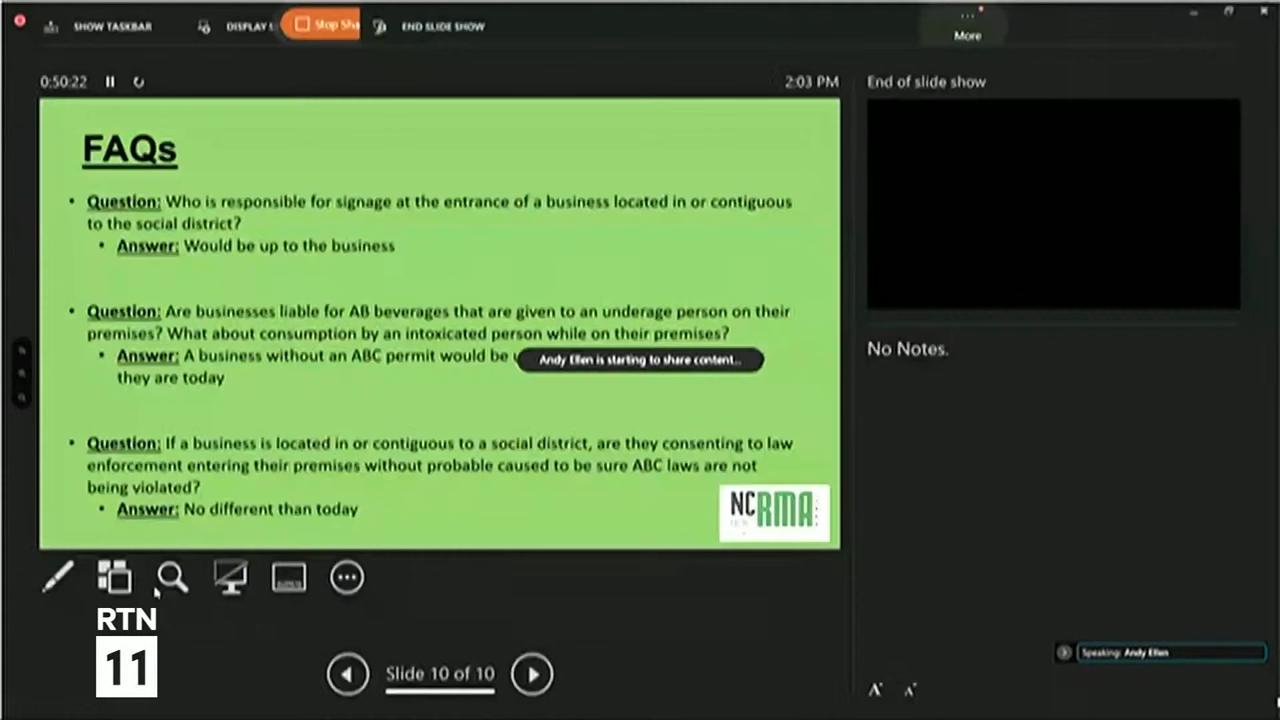 SHOW TASKBAR
DISPLAY S
Stop Sha
END SLIDE SHOW
More
0:50:22
2:03 PM
End of slide show
FAQs
• Question: Who is responsible for signage at the entrance of a business located in or contiguous
to the social district?
• Answer: Would be up to the business
• Question: Are businesses liable for AB beverages that are given to an underage person on their
premises? What about consumption by an intoxicated person while on their premises?
• Answer: A business without an ABC permit would be
Andy Ellen is starting to share content...
they are today
• Question: If a business is located in or contiguous to a social district, are they consenting to law
enforcement entering their premises without probable caused to be sure ABC laws are not
being violated?
• Answer: No different than today
NCRMA
No Notes.
RTN
11
Slide 10 of 10
Speaking: Andy Ellen
A A